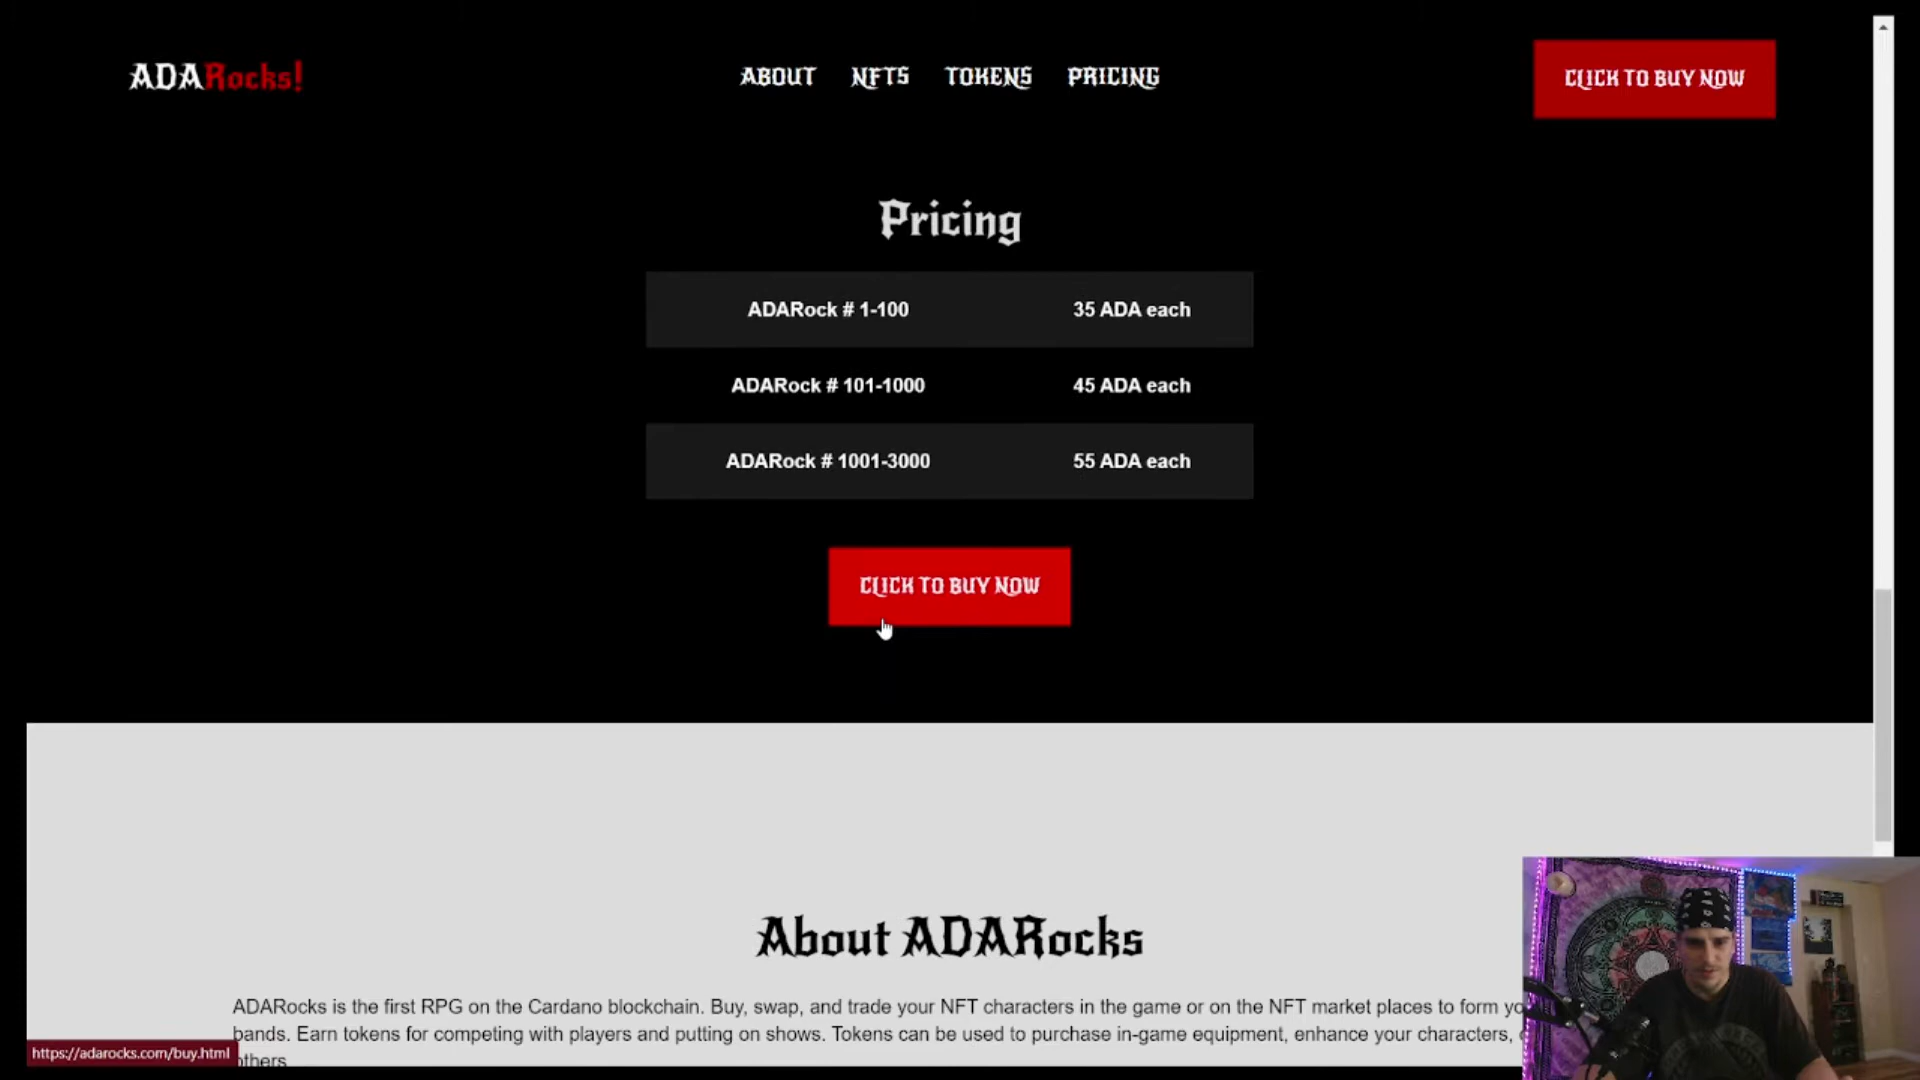 ADARocks!
ABOUT NFTS TOKENS PRICING
CLICK TO BUY NOW
Pricing
ADARock # 1-100 35 ADA each
ADARock # 101-1000 45 ADA each
ADARock # 1001-3000 55 ADA each
CLICK TO BUY NOW
About ADARocks
ADARocks is the first RPG on the Cardano blockchain. Buy, swap, and trade your NFT characters in the game or on the NFT market places to form
bands. Earn tokens for competing with players and putting on shows. Tokens can be used to purchase in-game equipment, enhance your characters,
others
https://adarocks.com/buy.html